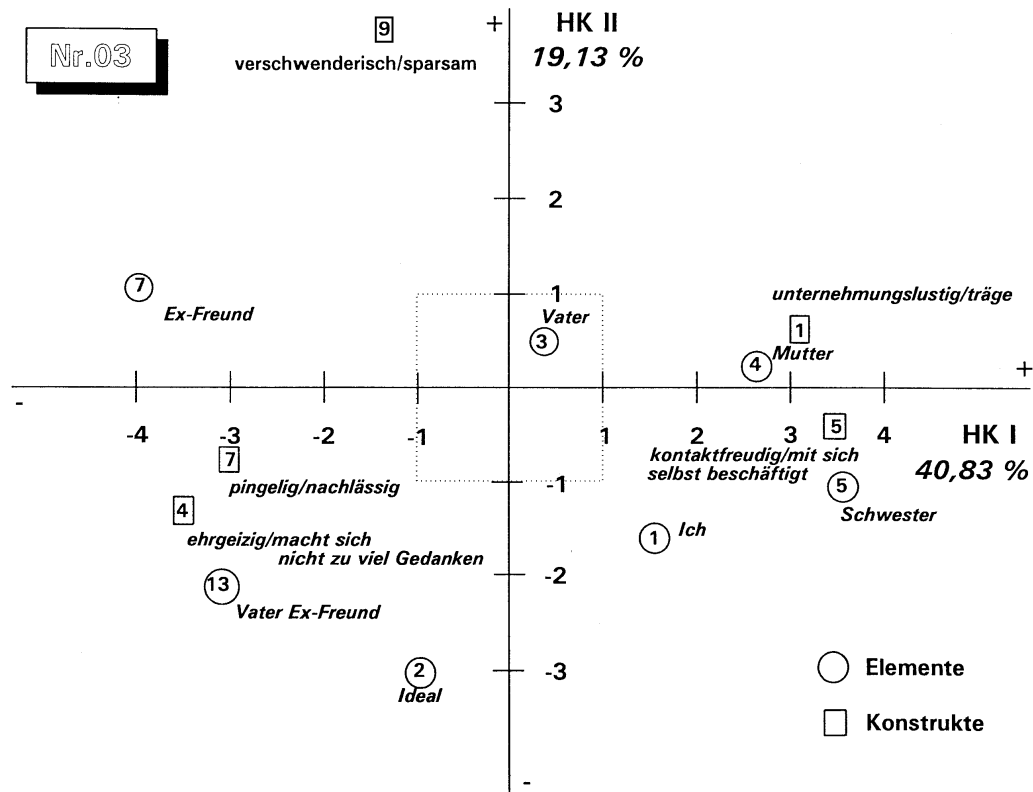 Nr.03
9
verschwenderisch/sparsam
+
HK II
19,13 %
3
2
7
Ex-Freund
1
Vater
3
unternehmungslustig/träge
1
4
Mutter
+
-
-4
-3
-2
-1
1
2
3
4
HK I
40,83 %
5
kontaktfreudig/mit sich
selbst beschäftigt
7
pingelig/nachlässig
-1
5
Schwester
4
ehrgeizig/macht sich
nicht zu viel Gedanken
1
Ich
-2
13
Vater Ex-Freund
2
Ideal
-3
Elemente
Konstrukte
-